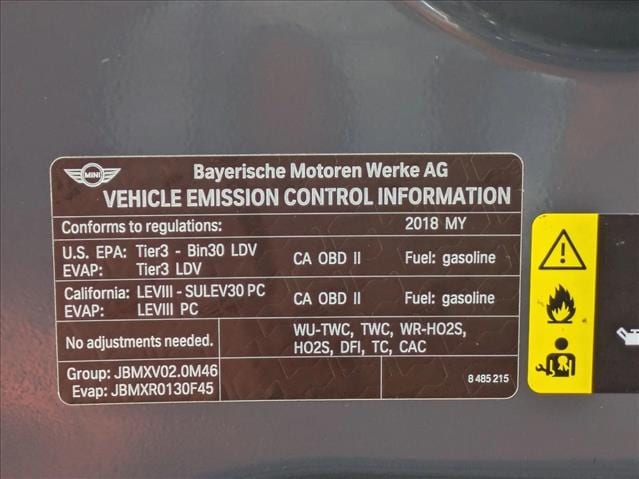 MINI
Bayerische Motoren Werke AG
VEHICLE EMISSION CONTROL INFORMATION
Conforms to regulations: 2018 MY
U.S. EPA: Tier3 - Bin30 LDV CA OBD II Fuel: gasoline
EVAP: Tier3 LDV
California: LEVIII - SULEV30 PC CA OBD II Fuel: gasoline
EVAP: LEVIII PC
No adjustments needed. WU-TWC, TWC, WR-HO2S,
HO2S, DFI, TC, CAC
Group: JBMXV02.0M46
Evap: JBMXR0130F45 8 485 215